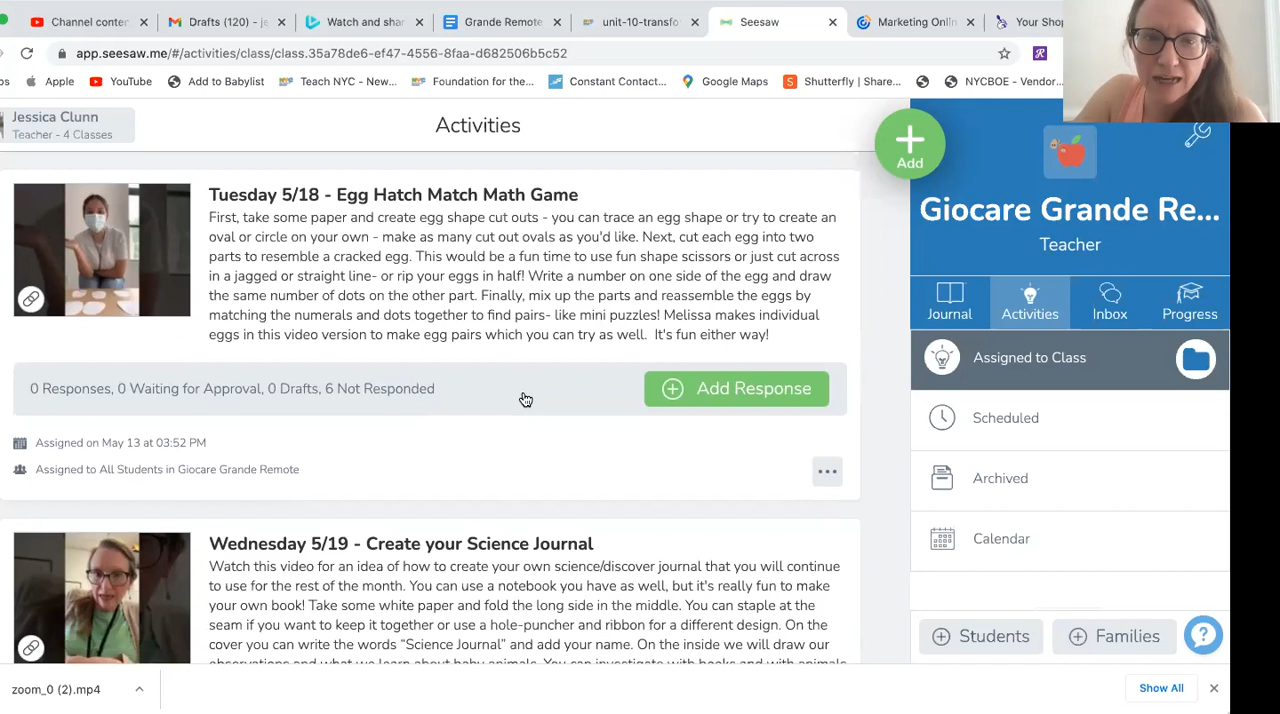 Channel conten
Drafts (120) - je
Watch and shar
Grande Remote
unit-10-transfo
Seesaw
Marketing Onlin
Your Shop
app.seesaw.me/#/activities/class/class.35a78de6-ef47-4556-8faa-d682506b5c52
ps
Apple
YouTube
Add to Babylist
Teach NYC - New...
Foundation for the...
Constant Contact...
Google Maps
Shutterfly | Share...
NYCBOE - Vendor...
Jessica Clunn
Teacher - 4 Classes
Activities
Add
Giocare Grande Re...
Teacher
Journal
Activities
Inbox
Progress
Assigned to Class
Scheduled
Archived
Calendar
Students
Families
Tuesday 5/18 - Egg Hatch Match Math Game
First, take some paper and create egg shape cut outs - you can trace an egg shape or try to create an
oval or circle on your own - make as many cut out ovals as you'd like. Next, cut each egg into two
parts to resemble a cracked egg. This would be a fun time to use fun shape scissors or just cut across
in a jagged or straight line- or rip your eggs in half! Write a number on one side of the egg and draw
the same number of dots on the other part. Finally, mix up the parts and reassemble the eggs by
matching the numerals and dots together to find pairs- like mini puzzles! Melissa makes individual
eggs in this video version to make egg pairs which you can try as well. It's fun either way!
0 Responses, 0 Waiting for Approval, 0 Drafts, 6 Not Responded
Add Response
Assigned on May 13 at 03:52 PM
Assigned to All Students in Giocare Grande Remote
Wednesday 5/19 - Create your Science Journal
Watch this video for an idea of how to create your own science/discover journal that you will continue
to use for the rest of the month. You can use a notebook you have as well, but it's really fun to make
your own book! Take some white paper and fold the long side in the middle. You can staple at the
seam if you want to keep it together or use a hole-puncher and ribbon for a different design. On the
cover you can write the words “Science Journal” and add your name. On the inside we will draw our
observations and what we learn about baby animals. You can investigate with books and with animals
zoom_0 (2).mp4
Show All